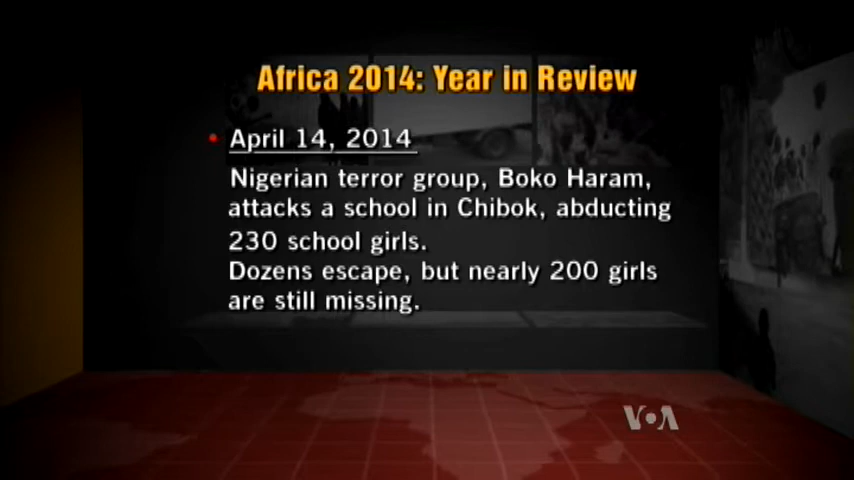 Africa 2014: Year in Review
• April 14, 2014
Nigerian terror group, Boko Haram,
attacks a school in Chibok, abducting
230 school girls.
Dozens escape, but nearly 200 girls
are still missing.
VOA